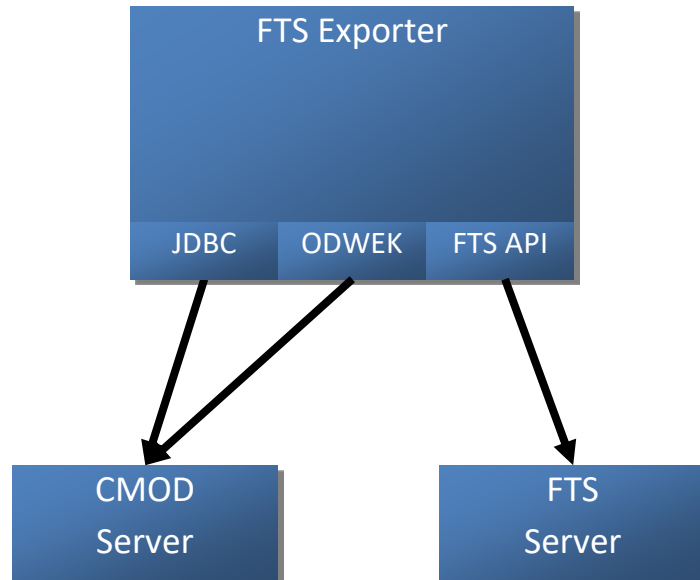 FTS Exporter
JDBC
ODWEK
FTS API
CMOD
Server
FTS
Server